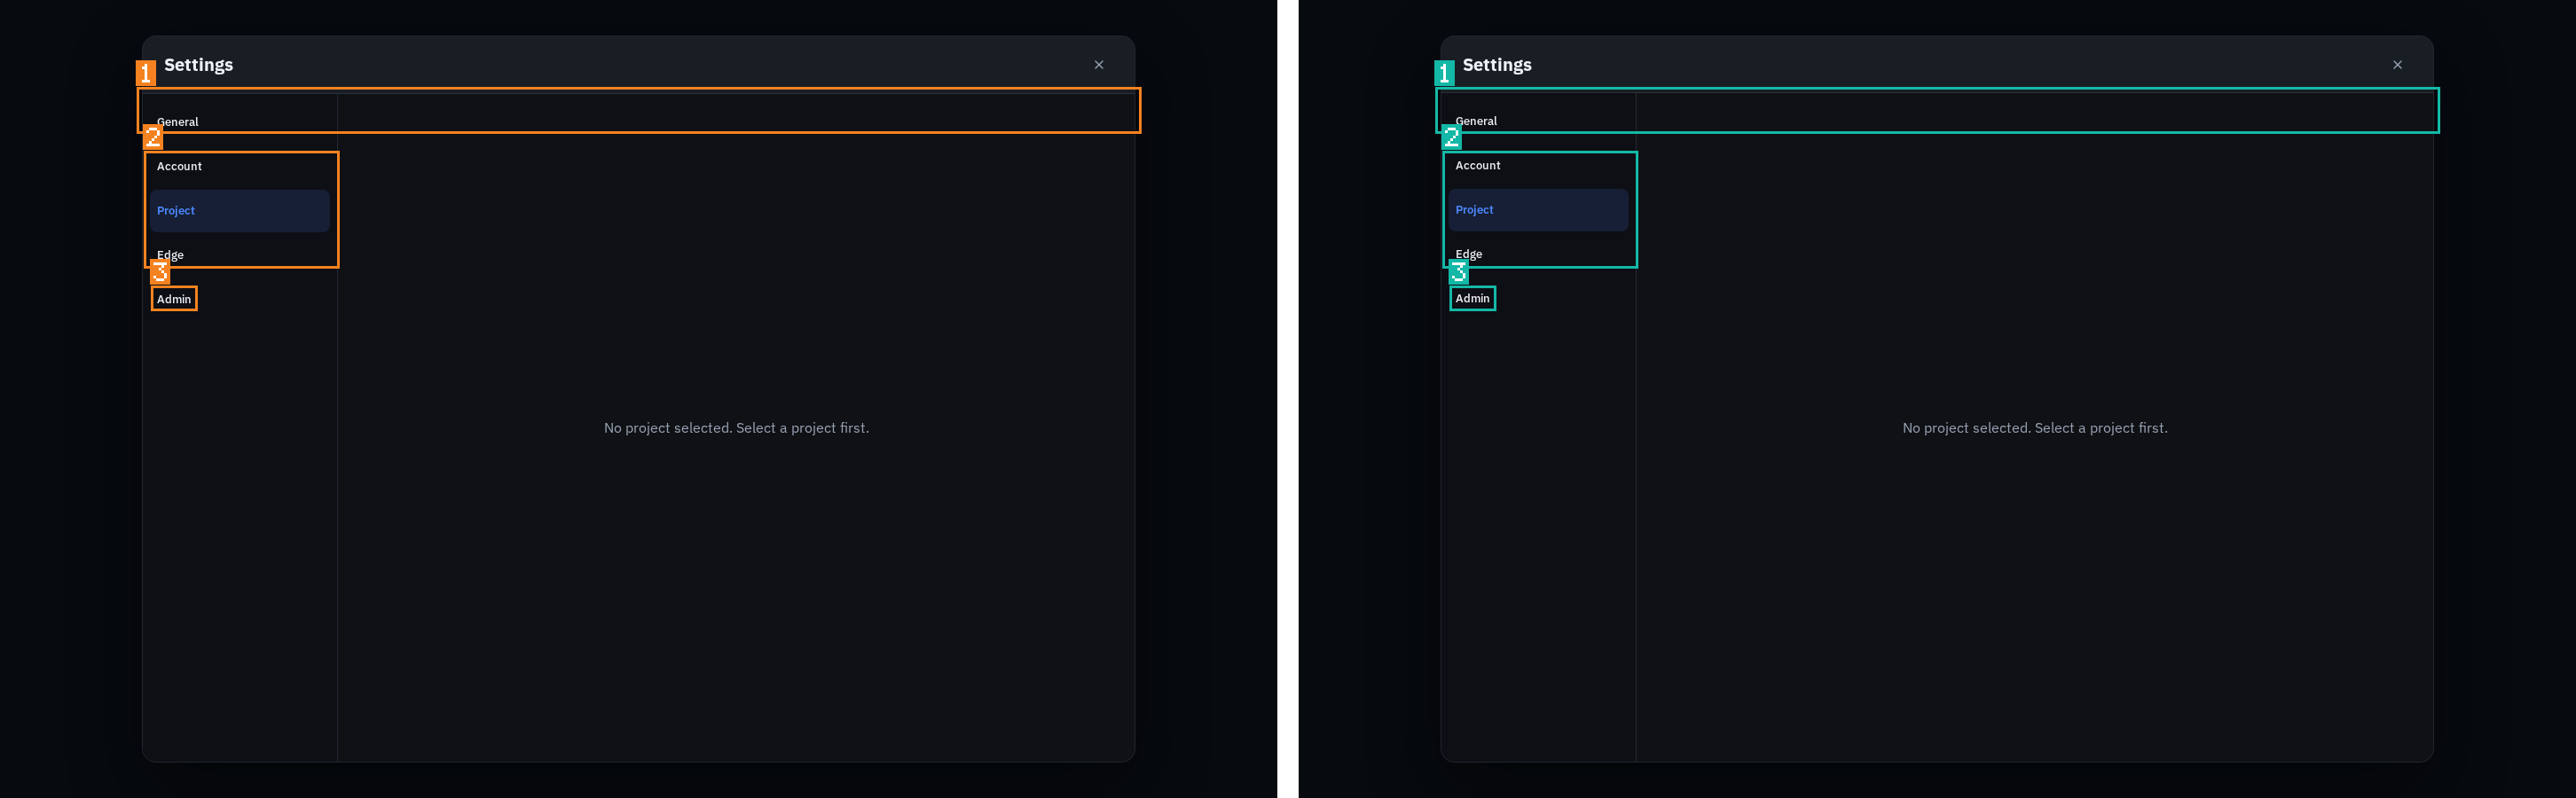 Settings ×
1
General
2
Account
Project
Edge
3
Admin
No project selected. Select a project first.
Settings ×
1
General
2
Account
Project
Edge
3
Admin
No project selected. Select a project first.